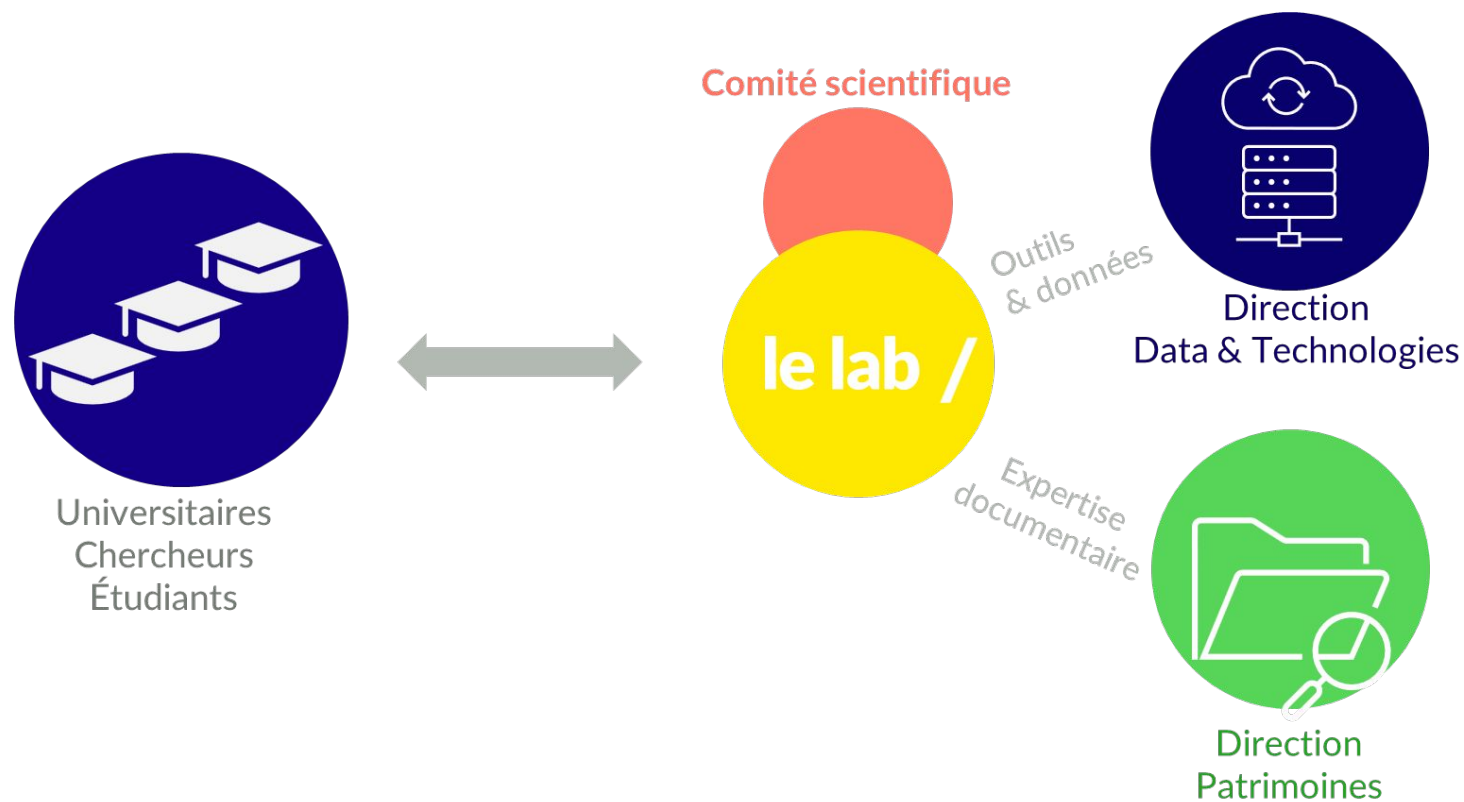 Comité scientifique
le lab /
Outils
& données
Direction
Data & Technologies
Universitaires
Chercheurs
Étudiants
Expertise
documentaire
Direction
Patrimoines